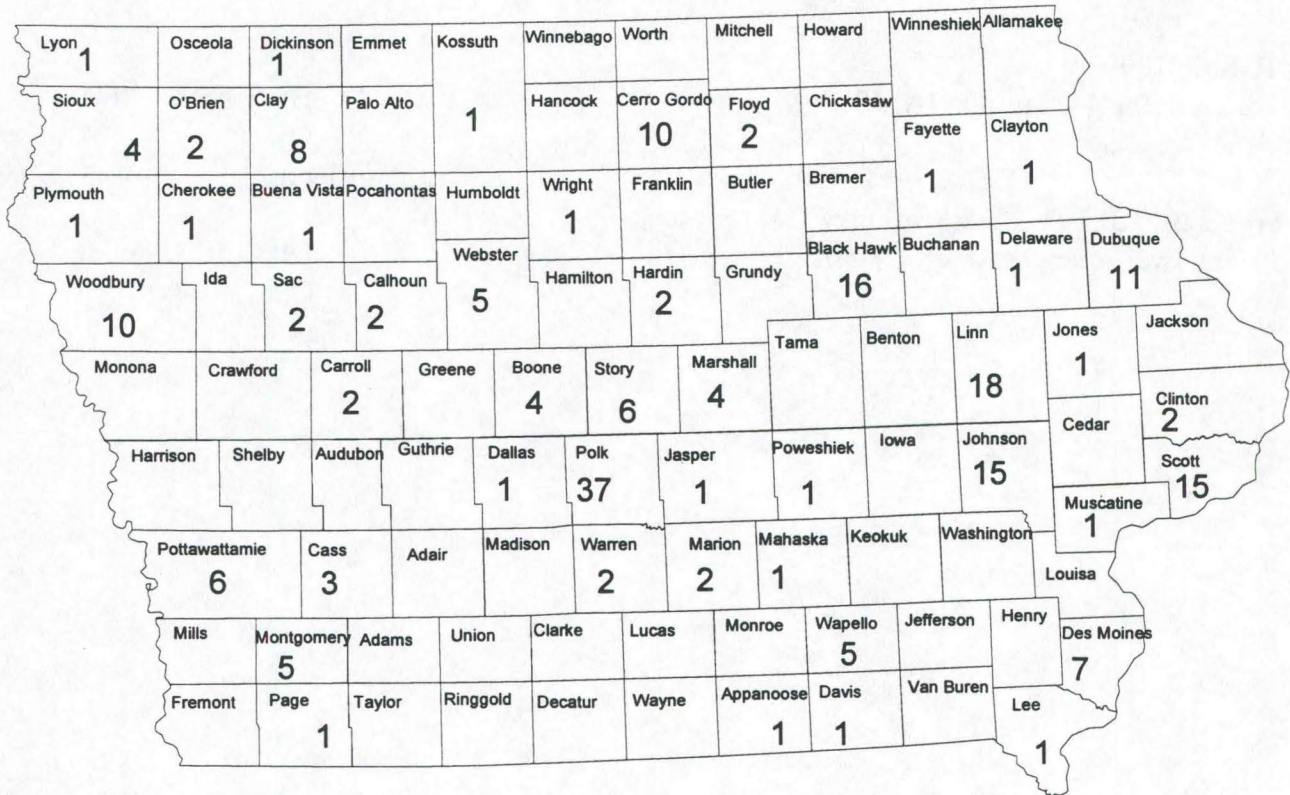 Lyon Osceola Dickinson Emmet Kossuth Winnebago Worth Mitchell Howard Winneshiek Allamakee
1 1
Sioux O'Brien Clay Palo Alto Hancock Cerro Gordo Floyd Chickasaw Fayette Clayton
4 2 8 1 10 2 1 1
Plymouth Cherokee Buena Vista Pocahontas Humboldt Wright Franklin Butler Bremer
1 1 1 1
Woodbury Ida Sac Calhoun Webster Hamilton Hardin Grundy Black Hawk Buchanan Delaware Dubuque
10 2 2 5 2 16 1 11
Monona Crawford Carroll Greene Boone Story Marshall Tama Benton Linn Jones Jackson
2 4 6 4 18 1
Clinton
2
Harrison Shelby Audubon Guthrie Dallas Polk Jasper Poweshiek Iowa Johnson Cedar Scott
1 37 1 1 15 15
Muscatine
1
Pottawattamie Cass Adair Madison Warren Marion Mahaska Keokuk Washington Louisa
6 3 2 2 1
Mills Montgomery Adams Union Clarke Lucas Monroe Wapello Jefferson Henry Des Moines
5 5 7
Fremont Page Taylor Ringgold Decatur Wayne Appanoose Davis Van Buren Lee
1 1 1 1